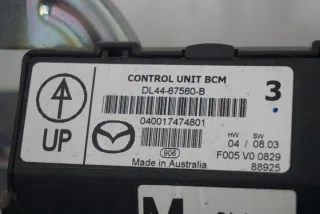 CONTROL UNIT BCM
DL44-67560-B
3
040017474801
UP
906
HW SW
04 / 08.03
Made in Australia
F005 V0 0829
88925
M